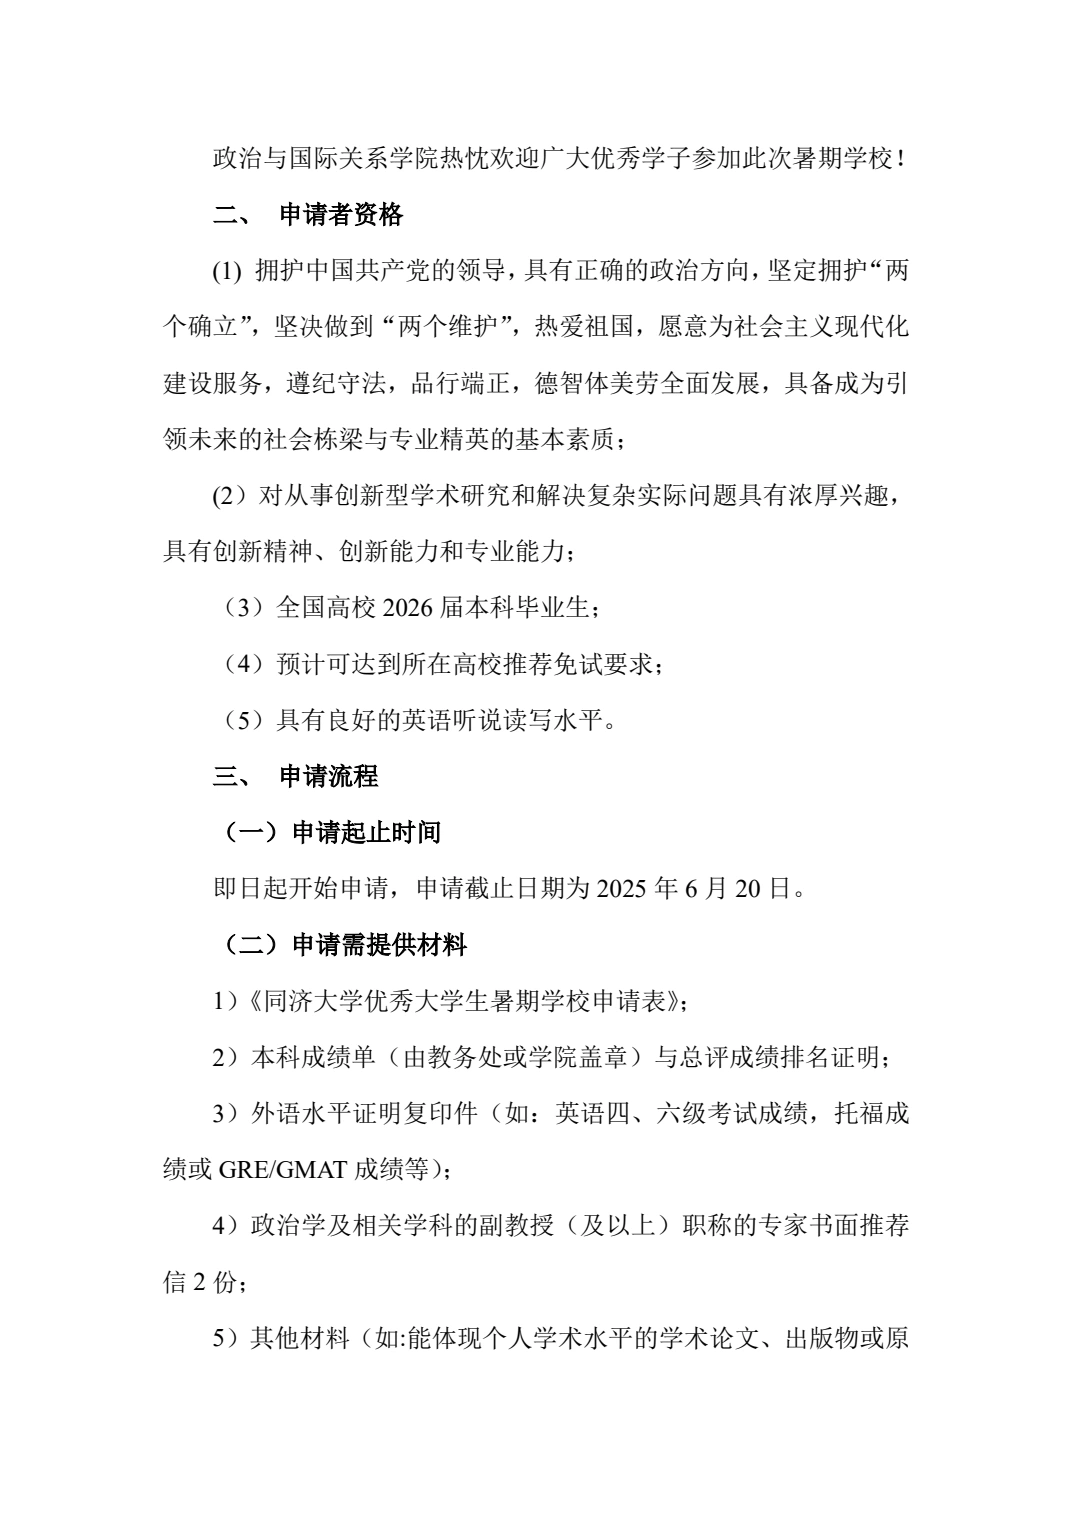 政治与国际关系学院热忱欢迎广大优秀学子参加此次暑期学校！
二、 申请者资格
(1) 拥护中国共产党的领导，具有正确的政治方向，坚定拥护“两
个确立”，坚决做到“两个维护”，热爱祖国，愿意为社会主义现代化
建设服务，遵纪守法，品行端正，德智体美劳全面发展，具备成为引
领未来的社会栋梁与专业精英的基本素质；
(2）对从事创新型学术研究和解决复杂实际问题具有浓厚兴趣，
具有创新精神、创新能力和专业能力；
（3）全国高校 2026 届本科毕业生；
（4）预计可达到所在高校推荐免试要求；
（5）具有良好的英语听说读写水平。
三、 申请流程
（一）申请起止时间
即日起开始申请，申请截止日期为 2025 年 6 月 20 日。
（二）申请需提供材料
1）《同济大学优秀大学生暑期学校申请表》；
2）本科成绩单（由教务处或学院盖章）与总评成绩排名证明；
3）外语水平证明复印件（如：英语四、六级考试成绩，托福成
绩或 GRE/GMAT 成绩等）；
4）政治学及相关学科的副教授（及以上）职称的专家书面推荐
信 2 份；
5）其他材料（如:能体现个人学术水平的学术论文、出版物或原